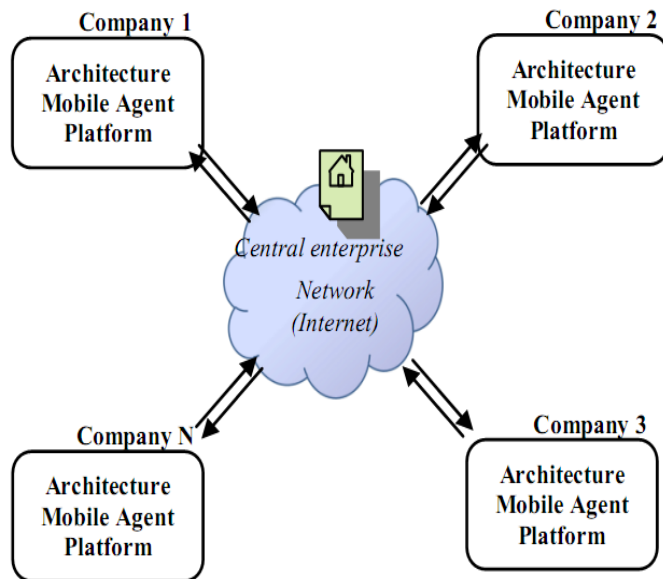 Company 1
Architecture
Mobile Agent
Platform
Company 2
Architecture
Mobile Agent
Platform
Central enterprise
Network
(Internet)
Company N
Architecture
Mobile Agent
Platform
Company 3
Architecture
Mobile Agent
Platform